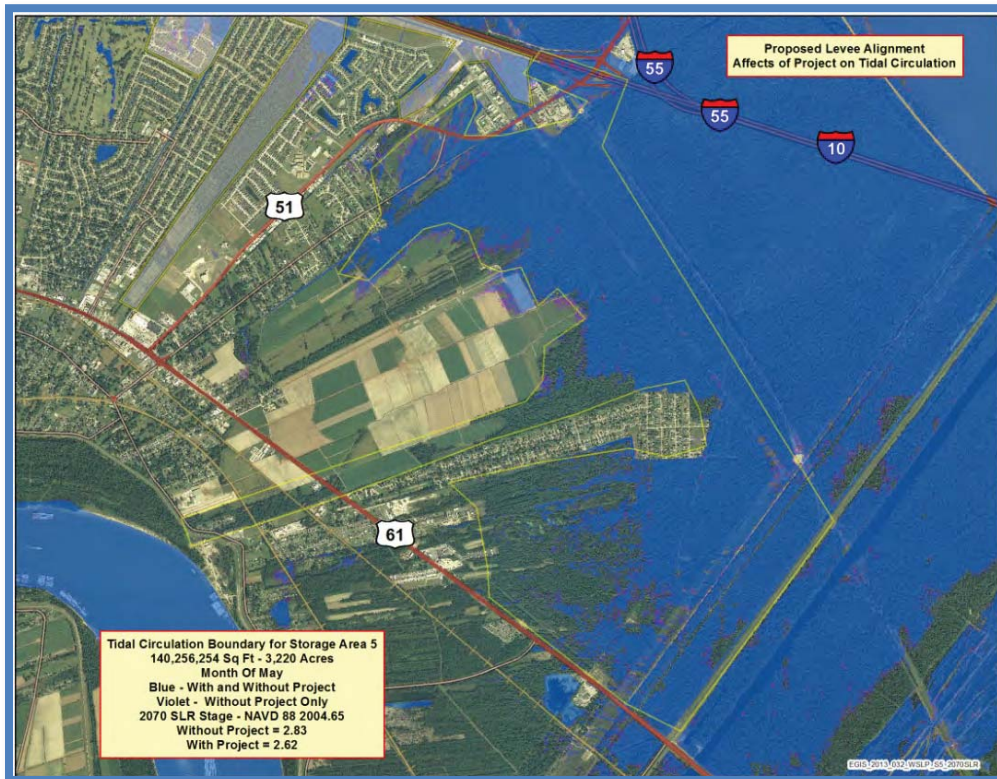 Proposed Levee Alignment
Affects of Project on Tidal Circulation
55
55
10
51
61
Tidal Circulation Boundary for Storage Area 5
140,256,254 Sq Ft - 3,220 Acres
Month Of May
Blue - With and Without Project
Violet - Without Project Only
2070 SLR Stage - NAVD 88 2004.65
Without Project = 2.83
With Project = 2.62
EGIS_2013_032_WSLP_S5_2070SLR